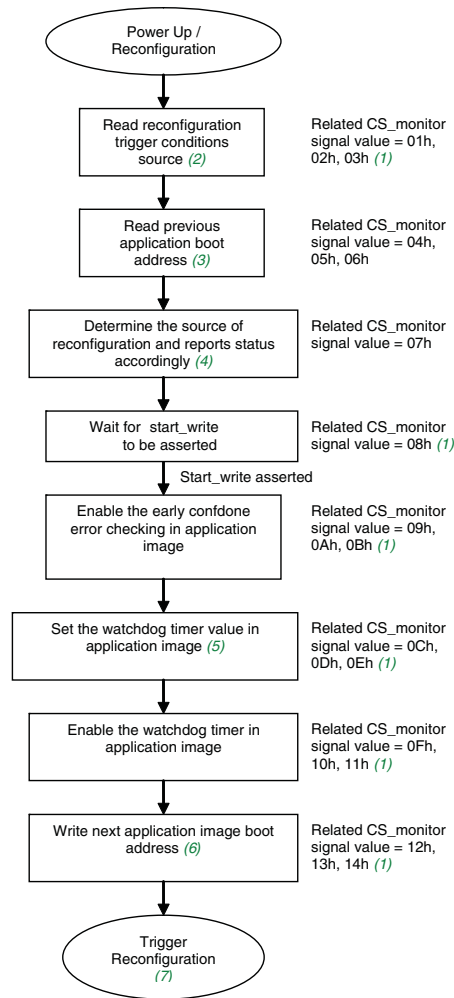 Power Up /
Reconfiguration
Read reconfiguration
trigger conditions
source (2)
Related CS_monitor
signal value = 01h,
02h, 03h (1)
Read previous
application boot
address (3)
Related CS_monitor
signal value = 04h,
05h, 06h
Determine the source of
reconfiguration and reports status
accordingly (4)
Related CS_monitor
signal value = 07h
Wait for start_write
to be asserted
Related CS_monitor
signal value = 08h (1)
Start_write asserted
Enable the early confdone
error checking in application
image
Related CS_monitor
signal value = 09h,
0Ah, 0Bh (1)
Set the watchdog timer value in
application image (5)
Related CS_monitor
signal value = 0Ch,
0Dh, 0Eh (1)
Enable the watchdog timer in
application image
Related CS_monitor
signal value = 0Fh,
10h, 11h (1)
Write next application image boot
address (6)
Related CS_monitor
signal value = 12h,
13h, 14h (1)
Trigger
Reconfiguration
(7)